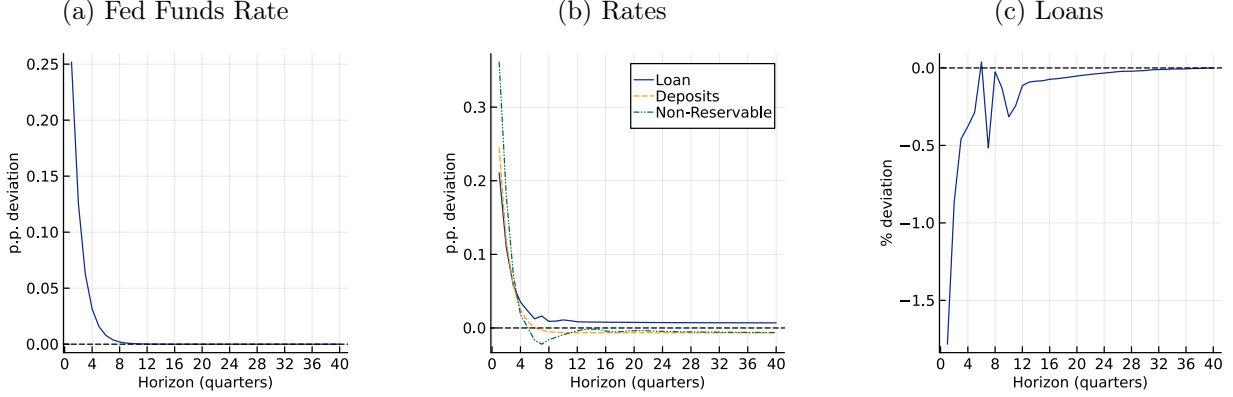 (a) Fed Funds Rate
p.p. deviation
0.25
0.20
0.15
0.10
0.05
0.00
0 4 8 12 16 20 24 28 32 36 40
Horizon (quarters)
(b) Rates
p.p. deviation
0.3
0.2
0.1
0.0
Loan
Deposits
Non-Reservable
0 4 8 12 16 20 24 28 32 36 40
Horizon (quarters)
(c) Loans
% deviation
0.0
−0.5
−1.0
−1.5
0 4 8 12 16 20 24 28 32 36 40
Horizon (quarters)